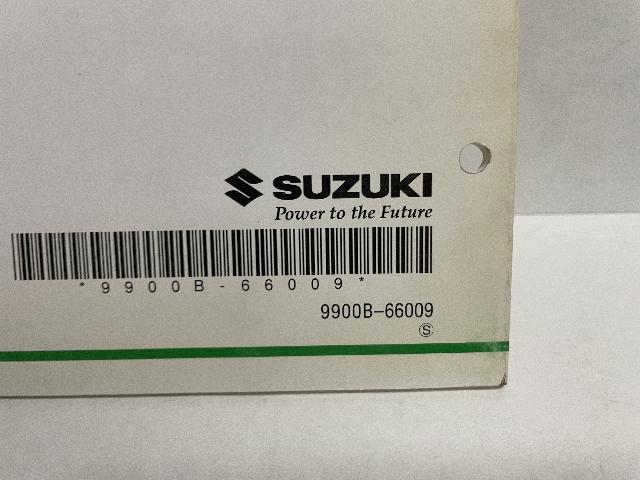 SUZUKI
Power to the Future
*9900B-66009*
9900B-66009
Ⓢ